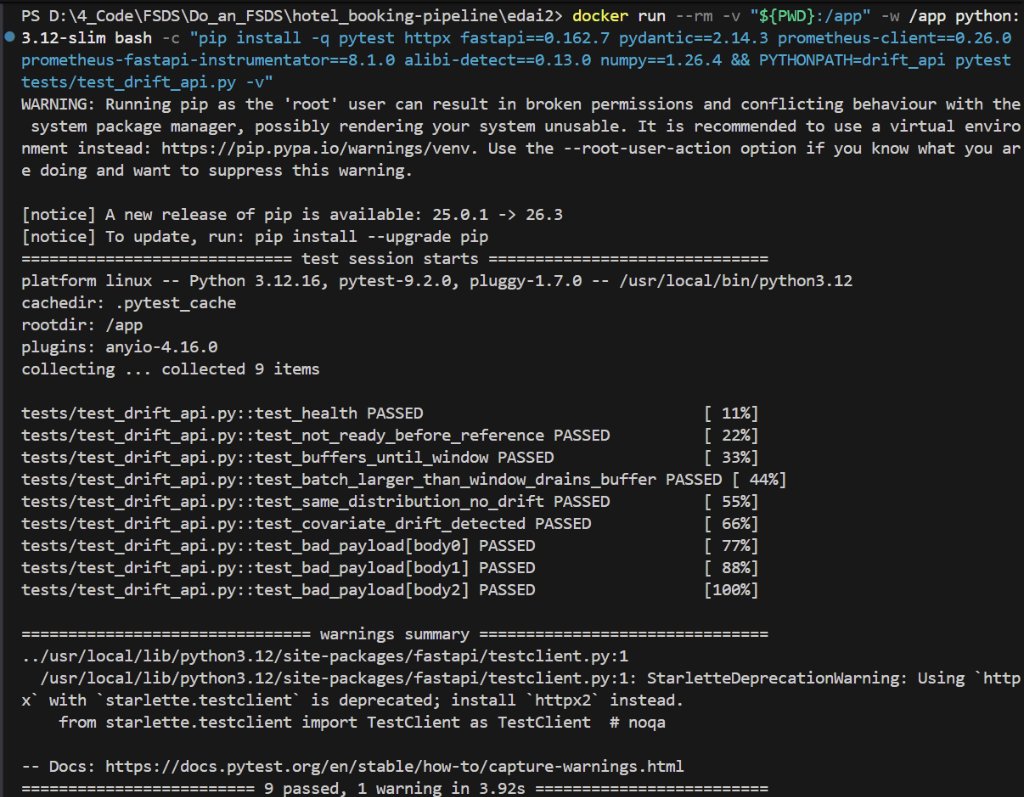 PS D:\4_Code\FSDS\Do_an_FSDS\hotel_booking-pipeline\edai2> docker run --rm -v "${PWD}:/app" -w /app python:
3.12-slim bash -c "pip install -q pytest httpx fastapi==0.162.7 pydantic==2.14.3 prometheus-client==0.26.0
prometheus-fastapi-instrumentator==8.1.0 alibi-detect==0.13.0 numpy==1.26.4 && PYTHONPATH=drift_api pytest
tests/test_drift_api.py -v"
WARNING: Running pip as the 'root' user can result in broken permissions and conflicting behaviour with the
 system package manager, possibly rendering your system unusable. It is recommended to use a virtual enviro
nment instead: https://pip.pypa.io/warnings/venv. Use the --root-user-action option if you know what you ar
e doing and want to suppress this warning.

[notice] A new release of pip is available: 25.0.1 -> 26.3
[notice] To update, run: pip install --upgrade pip
============================= test session starts ==============================
platform linux -- Python 3.12.16, pytest-9.2.0, pluggy-1.7.0 -- /usr/local/bin/python3.12
cachedir: .pytest_cache
rootdir: /app
plugins: anyio-4.16.0
collecting ... collected 9 items

tests/test_drift_api.py::test_health PASSED                              [ 11%]
tests/test_drift_api.py::test_not_ready_before_reference PASSED          [ 22%]
tests/test_drift_api.py::test_buffers_until_window PASSED                [ 33%]
tests/test_drift_api.py::test_batch_larger_than_window_drains_buffer PASSED [ 44%]
tests/test_drift_api.py::test_same_distribution_no_drift PASSED          [ 55%]
tests/test_drift_api.py::test_covariate_drift_detected PASSED            [ 66%]
tests/test_drift_api.py::test_bad_payload[body0] PASSED                  [ 77%]
tests/test_drift_api.py::test_bad_payload[body1] PASSED                  [ 88%]
tests/test_drift_api.py::test_bad_payload[body2] PASSED                  [100%]

=============================== warnings summary ===============================
../usr/local/lib/python3.12/site-packages/fastapi/testclient.py:1
  /usr/local/lib/python3.12/site-packages/fastapi/testclient.py:1: StarletteDeprecationWarning: Using `http
x` with `starlette.testclient` is deprecated; install `httpx2` instead.
    from starlette.testclient import TestClient as TestClient  # noqa

-- Docs: https://docs.pytest.org/en/stable/how-to/capture-warnings.html
========================= 9 passed, 1 warning in 3.92s =========================